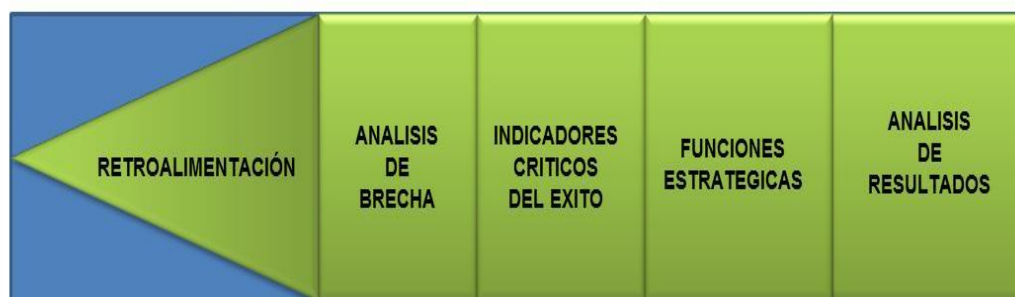 RETROALIMENTACIÓN
ANALISIS
DE
BRECHA
INDICADORES
CRITICOS
DEL EXITO
FUNCIONES
ESTRATEGICAS
ANALISIS
DE
RESULTADOS